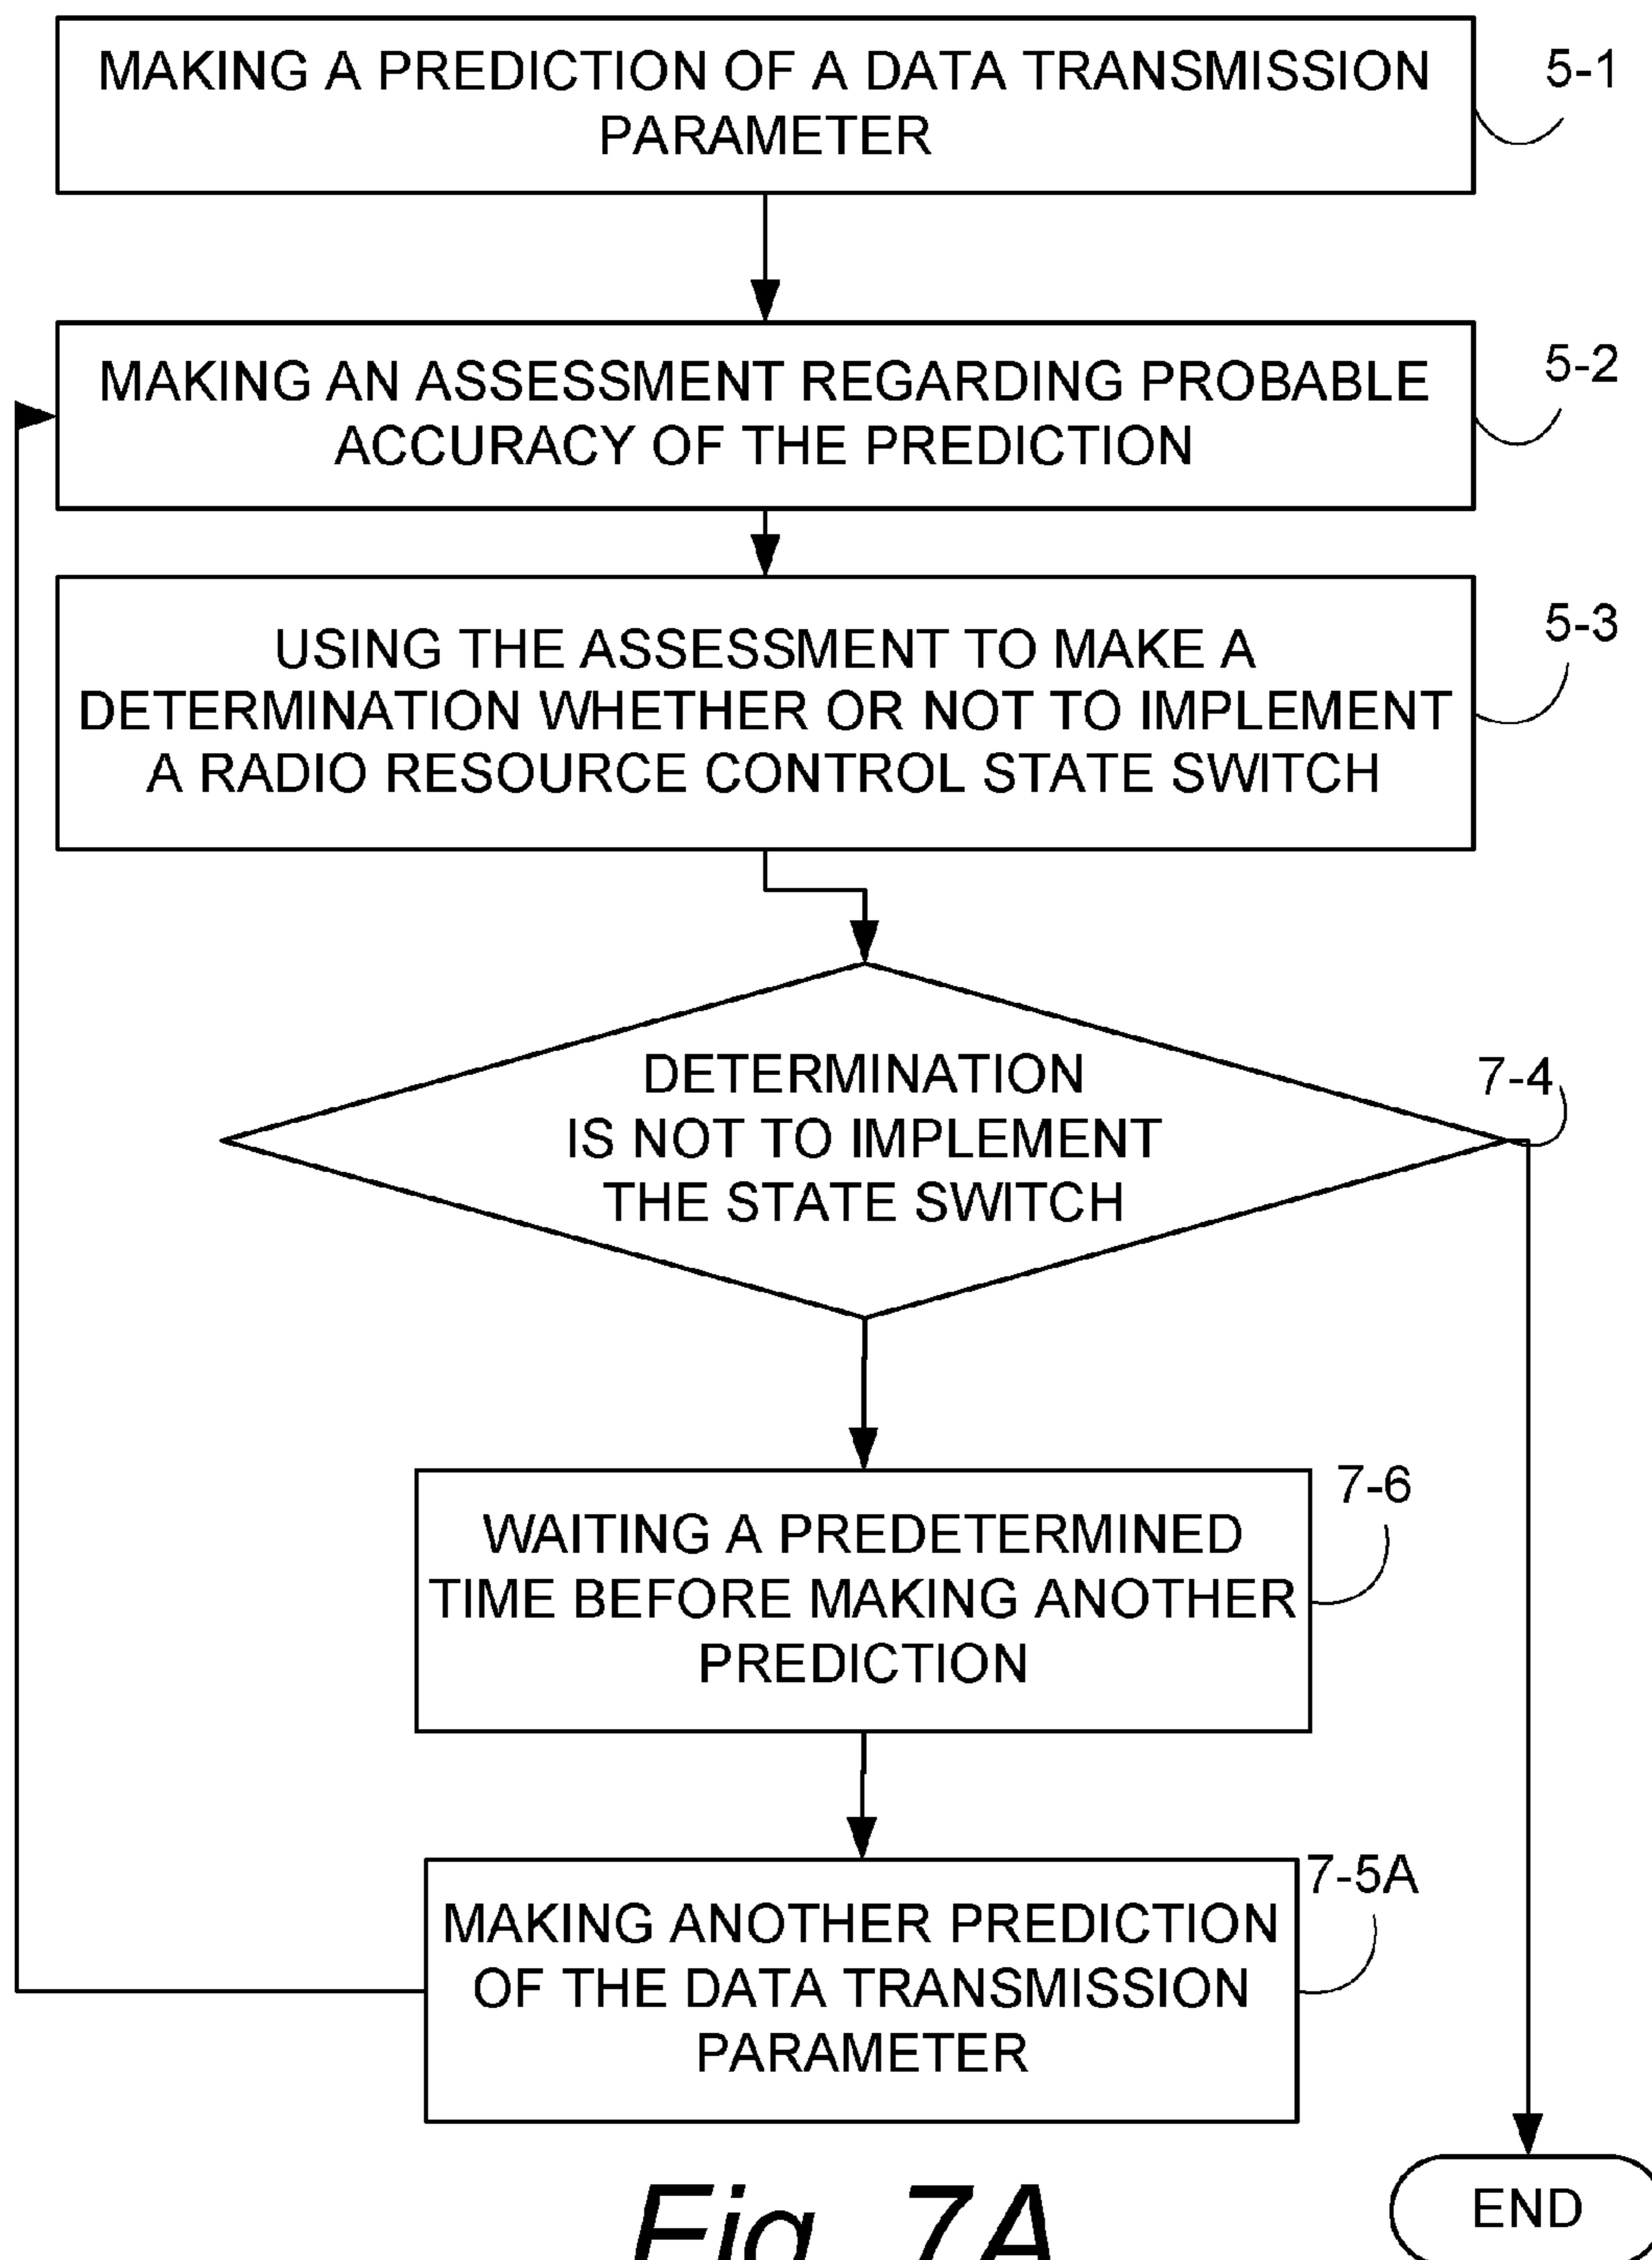 MAKING A PREDICTION OF A DATA TRANSMISSION
PARAMETER
5-1
MAKING AN ASSESSMENT REGARDING PROBABLE
ACCURACY OF THE PREDICTION
5-2
USING THE ASSESSMENT TO MAKE A
DETERMINATION WHETHER OR NOT TO IMPLEMENT
A RADIO RESOURCE CONTROL STATE SWITCH
5-3
DETERMINATION
IS NOT TO IMPLEMENT
THE STATE SWITCH
7-4
WAITING A PREDETERMINED
TIME BEFORE MAKING ANOTHER
PREDICTION
7-6
MAKING ANOTHER PREDICTION
OF THE DATA TRANSMISSION
PARAMETER
7-5A
END
Fig. 7A